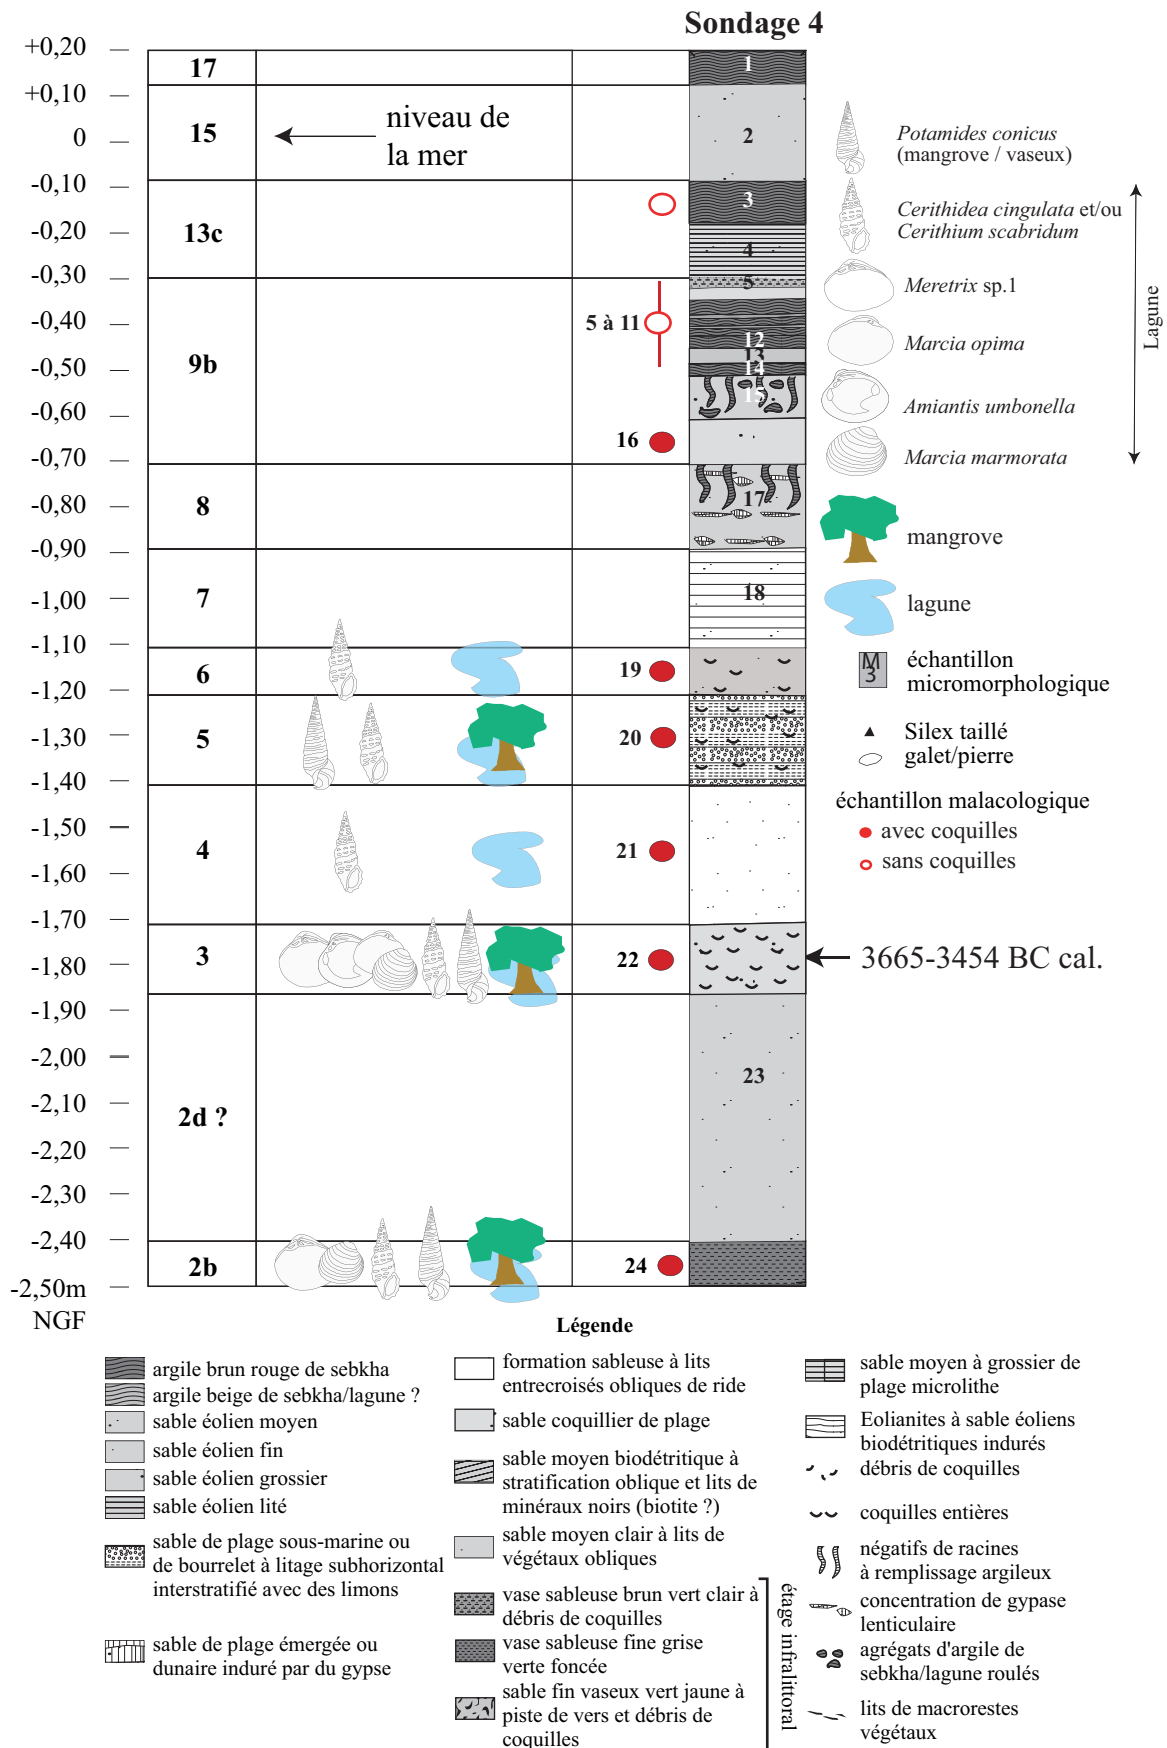 Sondage 4
+0,20
+0,10
0
-0,10
-0,20
-0,30
-0,40
-0,50
-0,60
-0,70
-0,80
-0,90
-1,00
-1,10
-1,20
-1,30
-1,40
-1,50
-1,60
-1,70
-1,80
-1,90
-2,00
-2,10
-2,20
-2,30
-2,40
-2,50m
NGF
17
15
13c
9b
8
7
6
5
4
3
2d ?
2b
niveau de
la mer
5 à 11
16
19
20
21
22
24
1
2
3
4
5
12
13
14
15
17
18
23
3665-3454 BC cal.
Potamides conicus
(mangrove / vaseux)
Cerithidea cingulata et/ou
Cerithium scabridum
Meretrix sp.1
Marcia opima
Amiantis umbonella
Marcia marmorata
Lagune
mangrove
lagune
M
3
échantillon
micromorphologique
Silex taillé
galet/pierre
échantillon malacologique
avec coquilles
sans coquilles
Légende
argile brun rouge de sebkha
argile beige de sebkha/lagune ?
sable éolien moyen
sable éolien fin
sable éolien grossier
sable éolien lité
sable de plage sous-marine ou
de bourrelet à litage subhorizontal
interstratifié avec des limons
sable de plage émergée ou
dunaire induré par du gypse
formation sableuse à lits
entrecroisés obliques de ride
sable coquillier de plage
sable moyen biodétritique à
stratification oblique et lits de
minéraux noirs (biotite ?)
sable moyen clair à lits de
végétaux obliques
vase sableuse brun vert clair à
débris de coquilles
vase sableuse fine grise
verte foncée
sable fin vaseux vert jaune à
piste de vers et débris de
coquilles
étage infralittoral
sable moyen à grossier de
plage microlithe
Eolianites à sable éoliens
biodétritiques indurés
débris de coquilles
coquilles entières
négatifs de racines
à remplissage argileux
concentration de gypase
lenticulaire
agrégats d'argile de
sebkha/lagune roulés
lits de macrorestes
végétaux